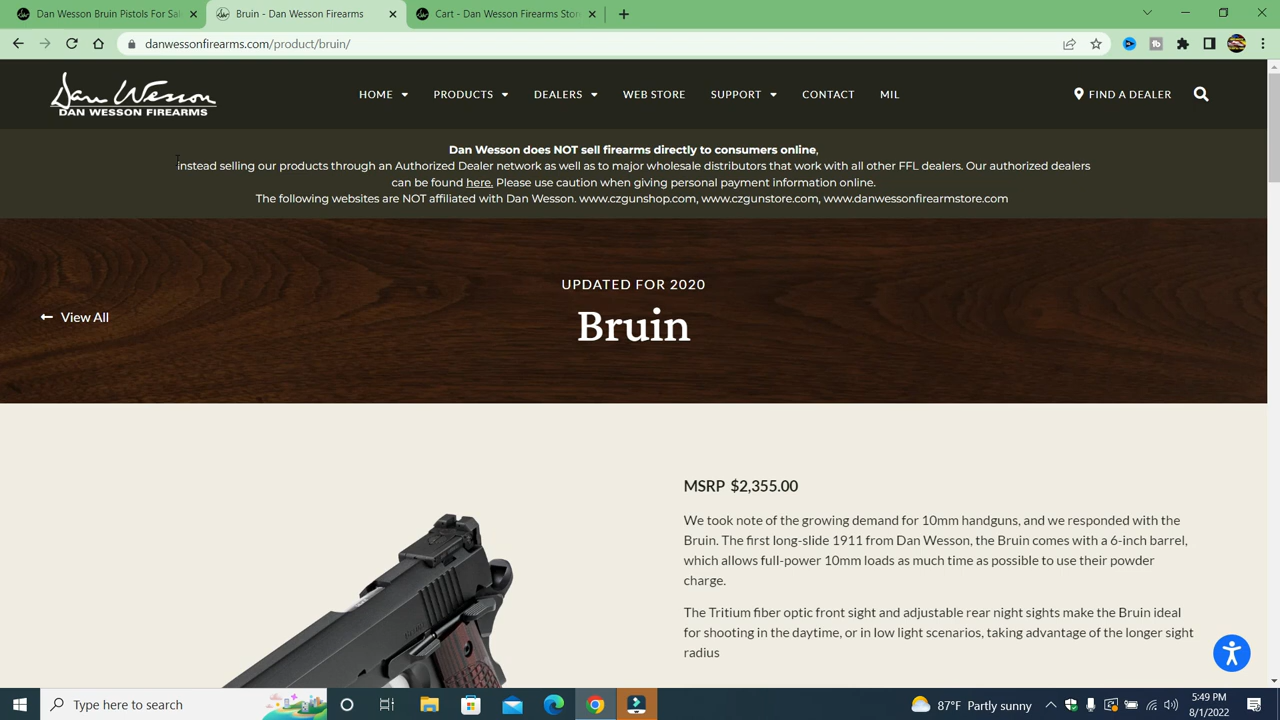 Dan Wesson Bruin Pistols For Sal
Bruin - Dan Wesson Firearms
Cart - Dan Wesson Firearms Stor
danwessonfirearms.com/product/bruin/
Dan Wesson
DAN WESSON FIREARMS
HOME
PRODUCTS
DEALERS
WEB STORE
SUPPORT
CONTACT
MIL
FIND A DEALER
Dan Wesson does NOT sell firearms directly to consumers online,
instead selling our products through an Authorized Dealer network as well as to major wholesale distributors that work with all other FFL dealers. Our authorized dealers
can be found here. Please use caution when giving personal payment information online.
The following websites are NOT affiliated with Dan Wesson. www.czgunshop.com, www.czgunstore.com, www.danwessonfirearmstore.com
UPDATED FOR 2020
Bruin
View All
MSRP $2,355.00
We took note of the growing demand for 10mm handguns, and we responded with the
Bruin. The first long-slide 1911 from Dan Wesson, the Bruin comes with a 6-inch barrel,
which allows full-power 10mm loads as much time as possible to use their powder
charge.
The Tritium fiber optic front sight and adjustable rear night sights make the Bruin ideal
for shooting in the daytime, or in low light scenarios, taking advantage of the longer sight
radius
Type here to search
87°F Partly sunny
5:49 PM
8/1/2022